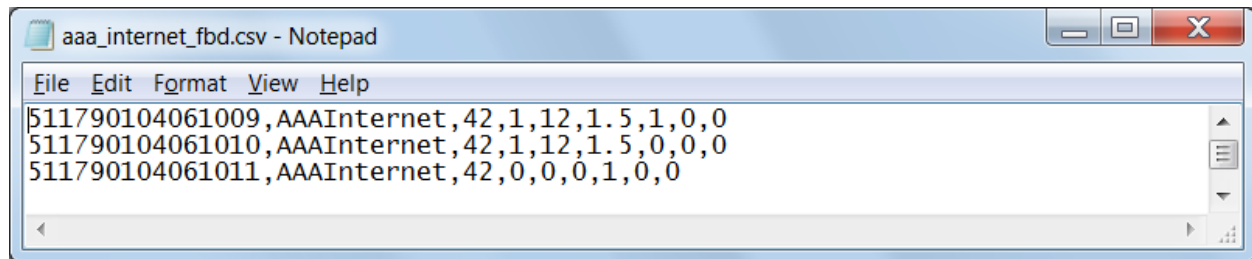 aaa_internet_fbd.csv - Notepad
File Edit Format View Help
511790104061009,AAAInternet,42,1,12,1.5,1,0,0
511790104061010,AAAInternet,42,1,12,1.5,0,0,0
511790104061011,AAAInternet,42,0,0,0,1,0,0